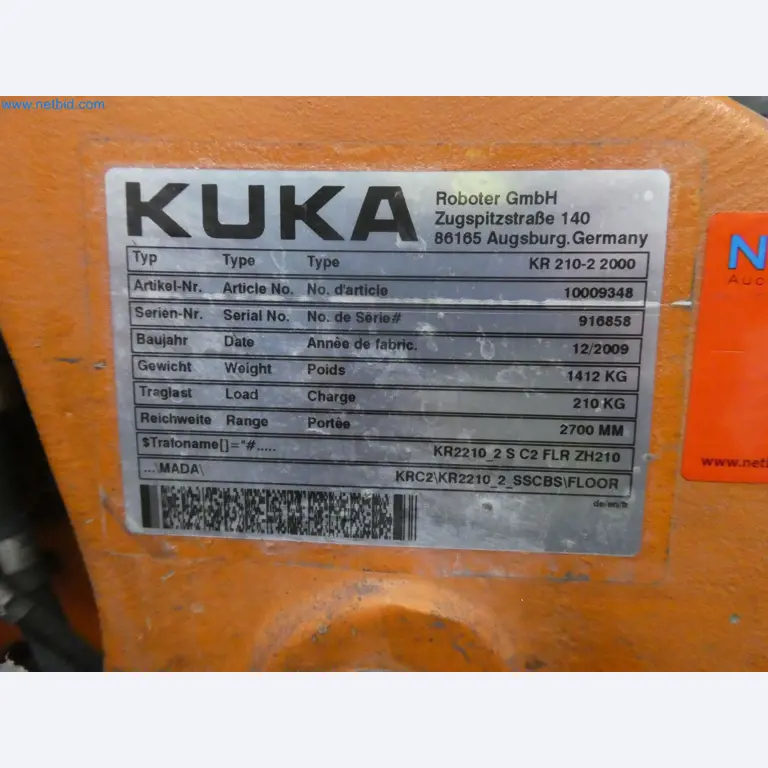 www.netbid.com
KUKA
Roboter GmbH
Zugspitzstraße 140
86165 Augsburg.Germany
Typ Type Type KR 210-2 2000
Artikel-Nr. Article No. No. d'article 10009348
Serien-Nr. Serial No. No. de Série# 916858
Baujahr Date Année de fabric. 12/2009
Gewicht Weight Poids 1412 KG
Traglast Load Charge 210 KG
Reichweite Range Portée 2700 MM
$Trafoname[]="#..... KR2210_2 S C2 FLR ZH210
...\MADA\ KRC2\KR2210_2_SSCBS\FLOOR
de/en/fr
N
Auc
www.netb